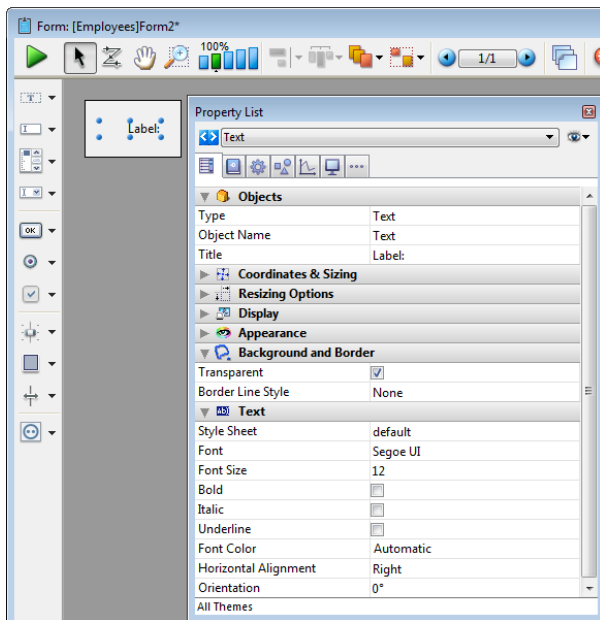 Form: [Employees]Form2*
100%
1/1
T
I
I
OK
Label:
Property List
Text
Objects
Type Text
Object Name Text
Title Label:
Coordinates & Sizing
Resizing Options
Display
Appearance
Background and Border
Transparent
Border Line Style None
Text
Style Sheet default
Font Segoe UI
Font Size 12
Bold
Italic
Underline
Font Color Automatic
Horizontal Alignment Right
Orientation 0°
All Themes